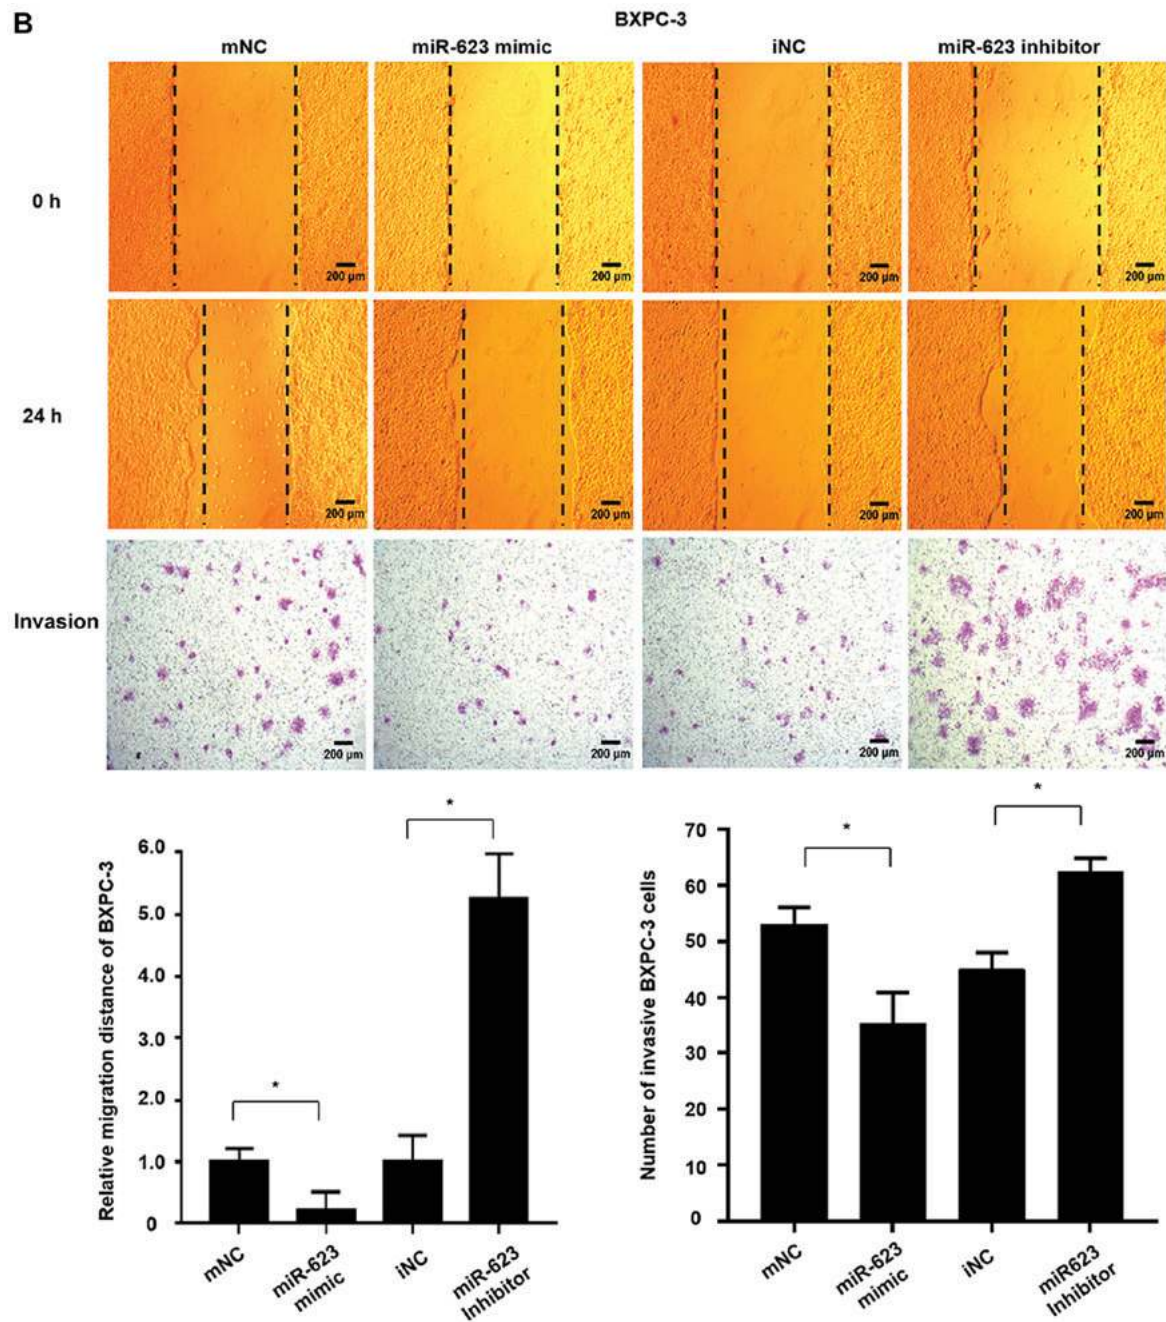 B
BXPC-3
mNC miR-623 mimic iNC miR-623 inhibitor
0 h
200 µm 200 µm 200 µm 200 µm
24 h
200 µm 200 µm 200 µm 200 µm
Invasion
200 µm 200 µm 200 µm 200 µm
Relative migration distance of BXPC-3
6.0
5.0
4.0
3.0
2.0
1.0
0
*
*
mNC
miR-623
mimic
iNC
miR-623
Inhibitor
Number of invasive BXPC-3 cells
70
60
50
40
30
20
10
0
*
*
mNC
miR-623
mimic
iNC
miR623
Inhibitor